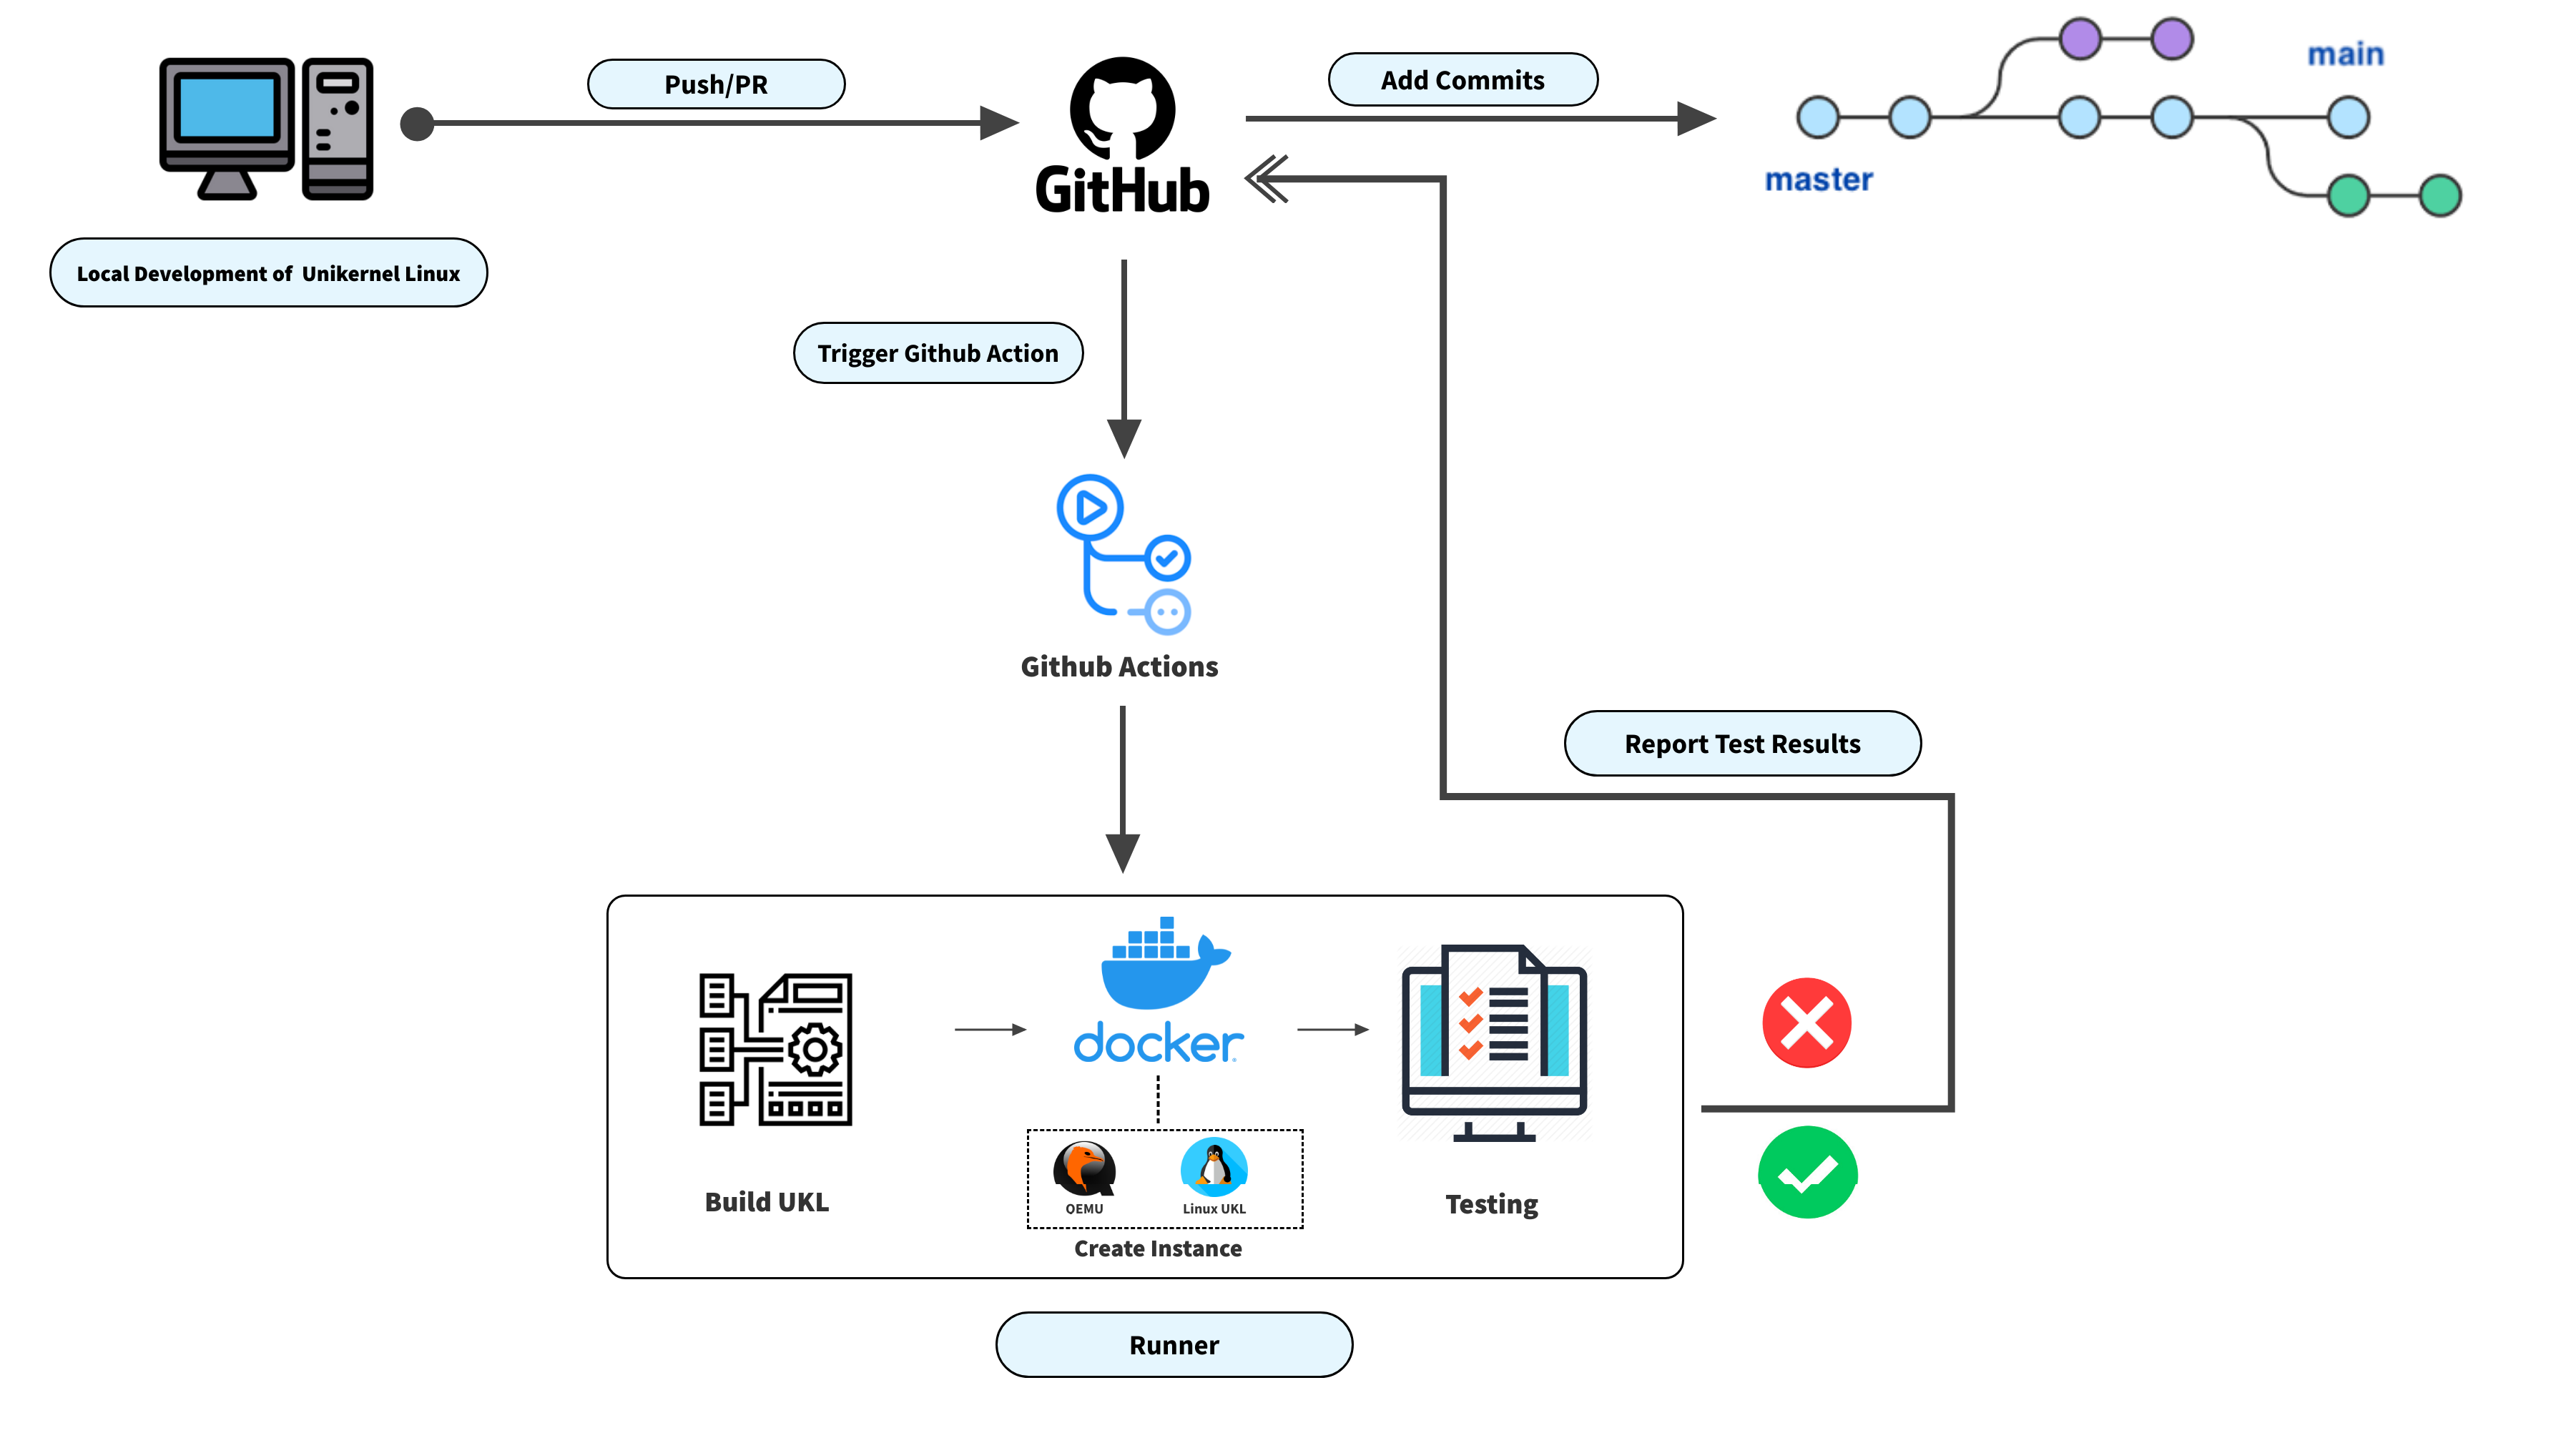 Push/PR
Add Commits
main
GitHub
master
Local Development of Unikernel Linux
Trigger Github Action
Github Actions
Report Test Results
docker
QEMU
Linux UKL
Build UKL
Testing
Create Instance
Runner